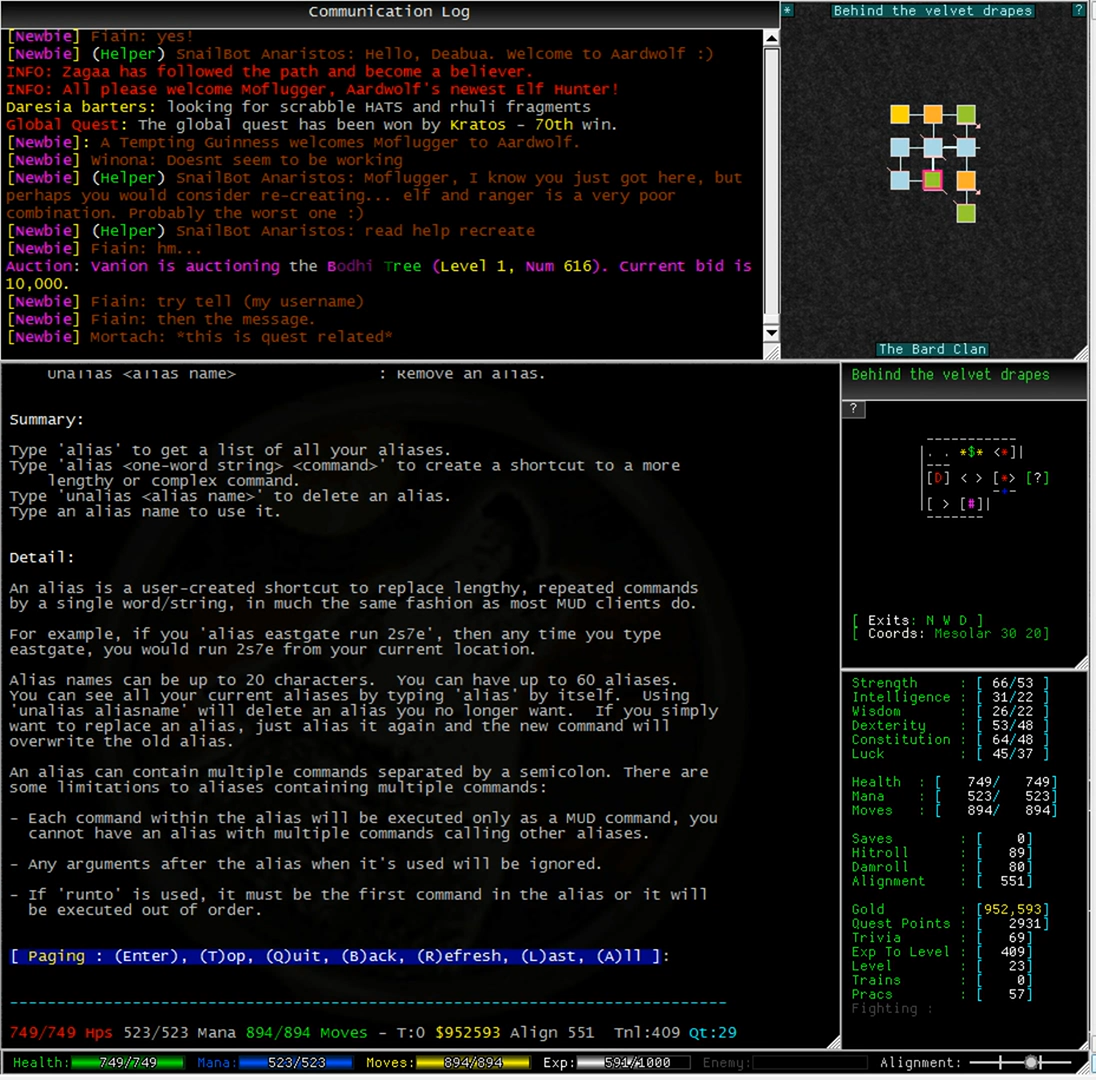 Communication Log
[Newbie] Fiain: yes!
[Newbie] (Helper) SnailBot Anaristos: Hello, Deabua. Welcome to Aardwolf :)
INFO: Zagaa has followed the path and become a believer.
INFO: All please welcome Moflugger, Aardwolf's newest Elf Hunter!
Daresia barters: looking for scrabble HATS and rhuli fragments
Global Quest: The global quest has been won by Kratos - 70th win.
[Newbie]: A Tempting Guinness welcomes Moflugger to Aardwolf.
[Newbie] Winona: Doesnt seem to be working
[Newbie] (Helper) SnailBot Anaristos: Moflugger, I know you just got here, but
perhaps you would consider re-creating... elf and ranger is a very poor
combination. Probably the worst one :)
[Newbie] (Helper) SnailBot Anaristos: read help recreate
[Newbie] Fiain: hm...
Auction: Vanion is auctioning the Bodhi Tree (Level 1, Num 616). Current bid is
10,000.
[Newbie] Fiain: try tell (my username)
[Newbie] Fiain: then the message.
[Newbie] Mortach: *this is quest related*
* Behind the velvet drapes ?
The Bard Clan
Unalias <alias name> : Remove an alias.
Summary:
Type 'alias' to get a list of all your aliases.
Type 'alias <one-word string> <command>' to create a shortcut to a more
lengthy or complex command.
Type 'unalias <alias name>' to delete an alias.
Type an alias name to use it.
Detail:
An alias is a user-created shortcut to replace lengthy, repeated commands
by a single word/string, in much the same fashion as most MUD clients do.
For example, if you 'alias eastgate run 2s7e', then any time you type
eastgate, you would run 2s7e from your current location.
Alias names can be up to 20 characters.  You can have up to 60 aliases.
You can see all your current aliases by typing 'alias' by itself.  Using
'unalias aliasname' will delete an alias you no longer want.  If you simply
want to replace an alias, just alias it again and the new command will
overwrite the old alias.
An alias can contain multiple commands separated by a semicolon. There are
some limitations to aliases containing multiple commands:
- Each command within the alias will be executed only as a MUD command, you
cannot have an alias with multiple commands calling other aliases.
- Any arguments after the alias when it's used will be ignored.
- If 'runto' is used, it must be the first command in the alias or it will
be executed out of order.
[ Paging : (Enter), (T)op, (Q)uit, (B)ack, (R)efresh, (L)ast, (A)ll ]:
--------------------------------------------------------------------------------
749/749 Hps 523/523 Mana 894/894 Moves - T:0 $952593 Align 551  Tnl:409 Qt:29
Behind the velvet drapes
?
-----------
|. . *$* <*]|
---
|[D] < > [*> [?]
-◆-
|[ > [#]|
-------
[ Exits: N W D ]
[ Coords: Mesolar 30 20]
Strength : [ 66/53 ]
Intelligence : [ 31/22 ]
Wisdom : [ 26/22 ]
Dexterity : [ 53/48 ]
Constitution : [ 64/48 ]
Luck : [ 45/37 ]
Health : [ 749/ 749]
Mana : [ 523/ 523]
Moves : [ 894/ 894]
Saves : [ 0]
Hitroll : [ 89]
Damroll : [ 80]
Alignment : [ 551]
Gold : [952,593]
Quest Points : [ 2931]
Trivia : [ 69]
Exp To Level : [ 409]
Level : [ 23]
Trains : [ 0]
Pracs : [ 57]
Fighting :
Health: 749/749 Mana: 523/523 Moves: 894/894 Exp: 591/1000 Enemy: Alignment: